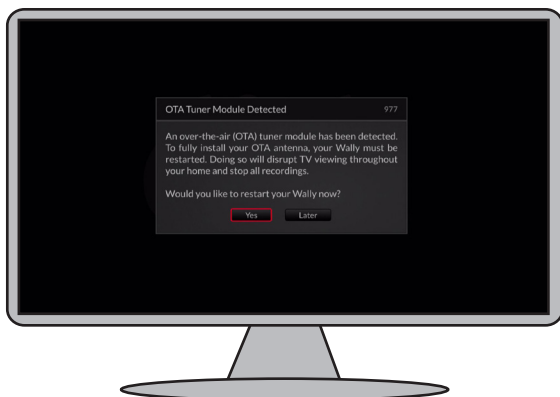 OTA Tuner Module Detected 977
An over-the-air (OTA) tuner module has been detected.
To fully install your OTA antenna, your Wally must be
restarted. Doing so will disrupt TV viewing throughout
your home and stop all recordings.
Would you like to restart your Wally now?
Yes Later